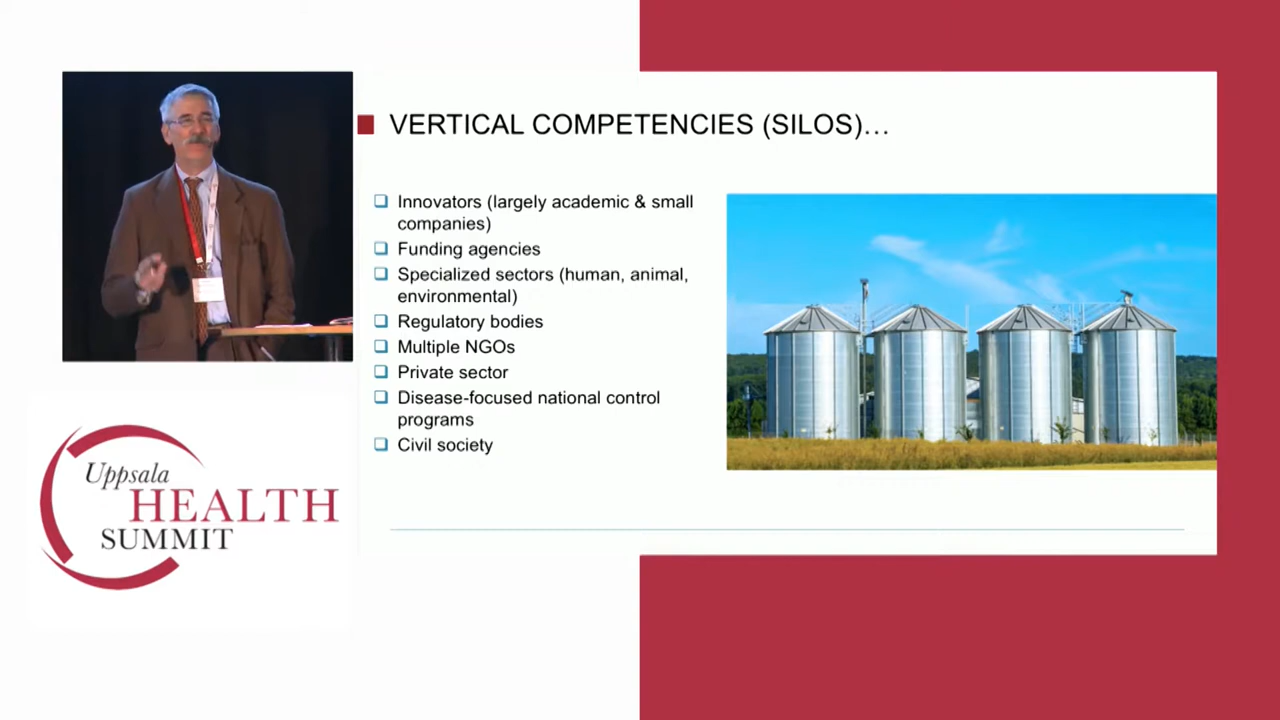 VERTICAL COMPETENCIES (SILOS)...
Innovators (largely academic & small
companies)
Funding agencies
Specialized sectors (human, animal,
environmental)
Regulatory bodies
Multiple NGOs
Private sector
Disease-focused national control
programs
Civil society
Uppsala
HEALTH
SUMMIT